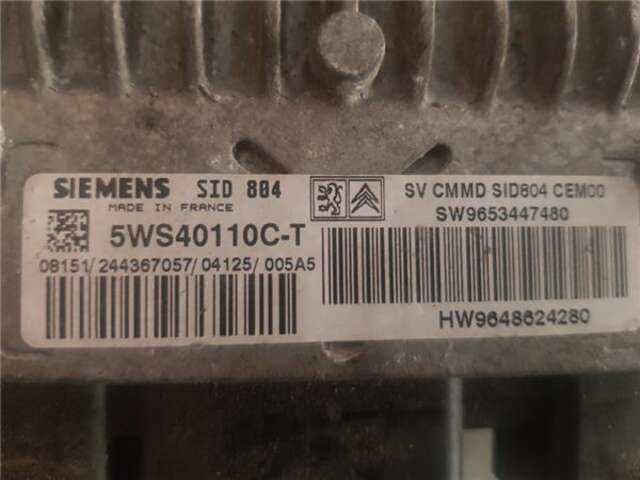 SIEMENS SID 804
MADE IN FRANCE
5WS40110C-T
08151/244367057/04125/005A5
SV CMMD SID804 CEM00
SW9653447480
HW9648624280